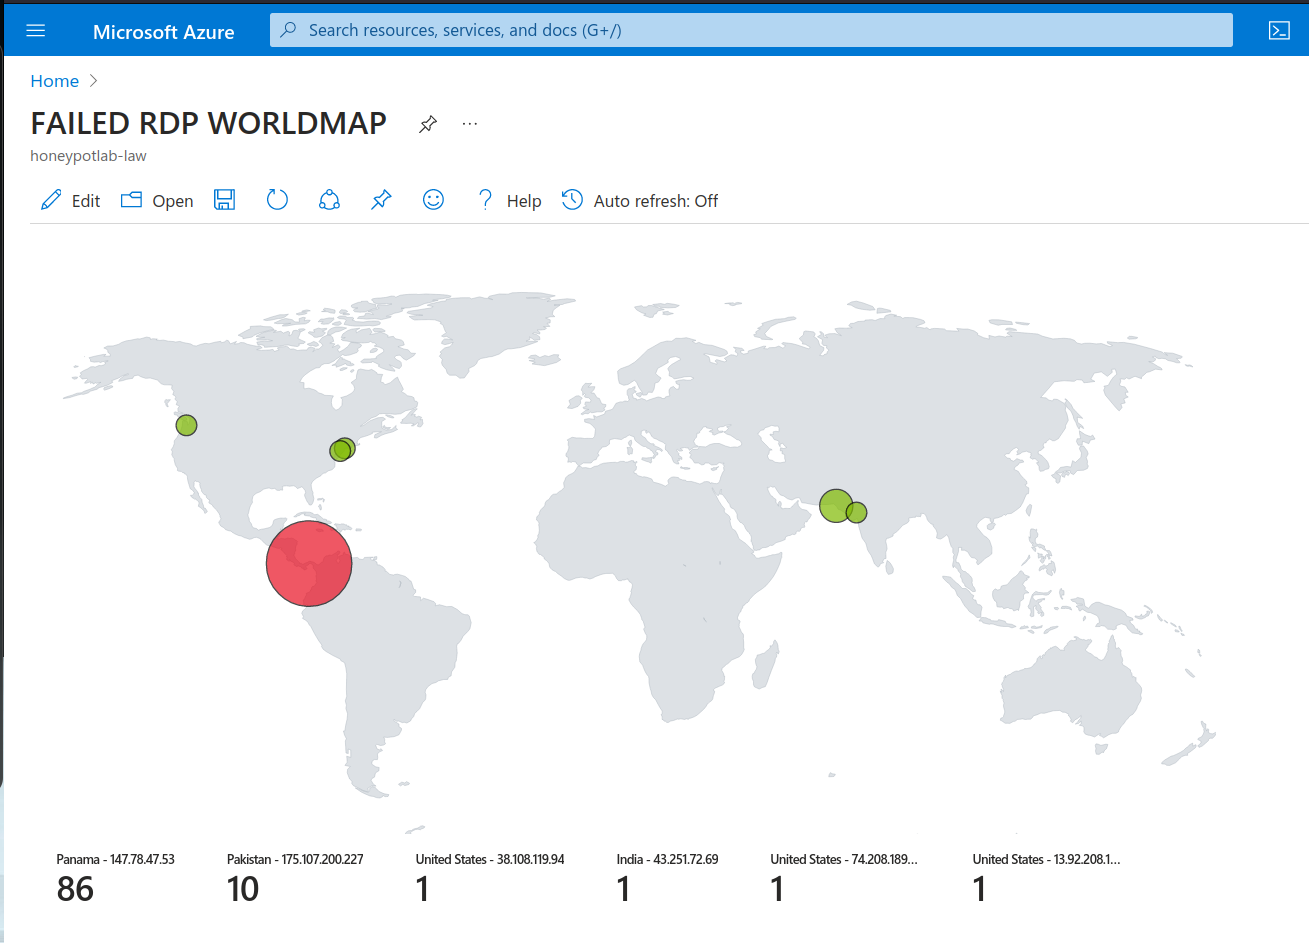 Microsoft Azure
Search resources, services, and docs (G+/)
Home
FAILED RDP WORLDMAP
honeypotlab-law
Edit Open Help Auto refresh: Off
Panama - 147.78.47.53 Pakistan - 175.107.200.227 United States - 38.108.119.94 India - 43.251.72.69 United States - 74.208.189... United States - 13.92.208.1...
86 10 1 1 1 1